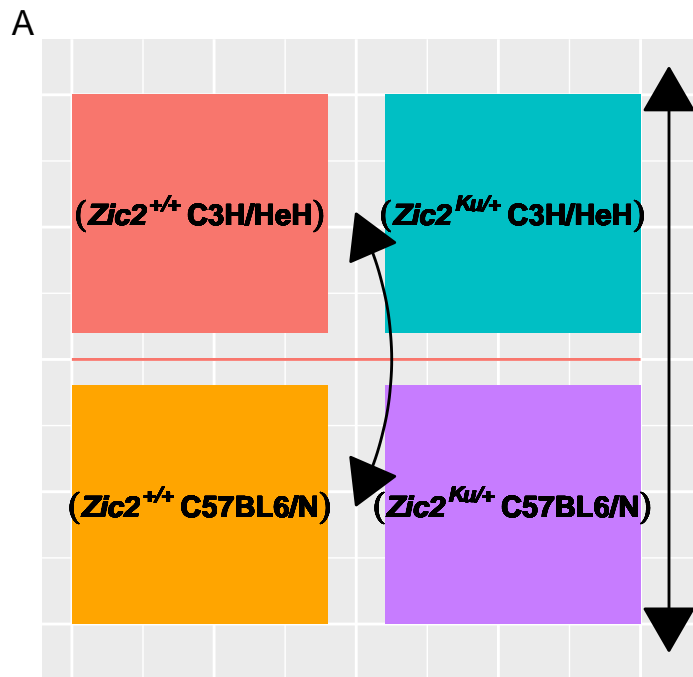 A
(Zic2+/+ C3H/HeH) (Zic2Ku/+ C3H/HeH)
(Zic2+/+ C57BL6/N) (Zic2Ku/+ C57BL6/N)